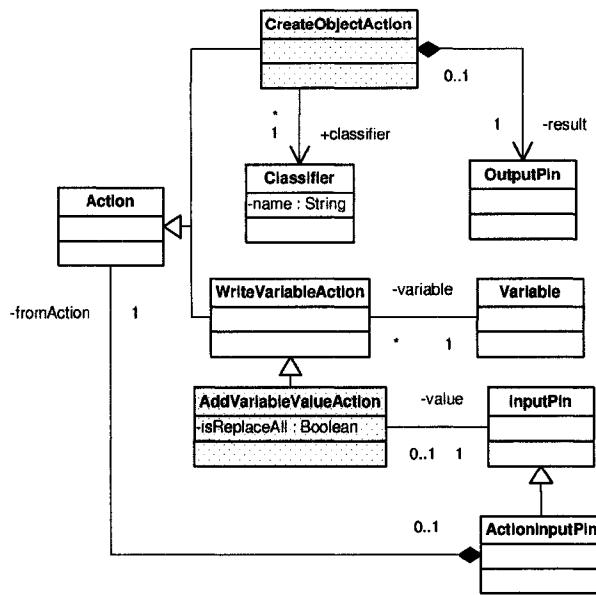 CreateObjectAction
0..1
*
1
+classifier
1
-result
Classifier
-name : String
OutputPin
Action
WriteVariableAction
-variable
Variable
-fromAction
1
*
1
AddVariableValueAction
-isReplaceAll : Boolean
-value
InputPin
0..1
1
0..1
ActionInputPin